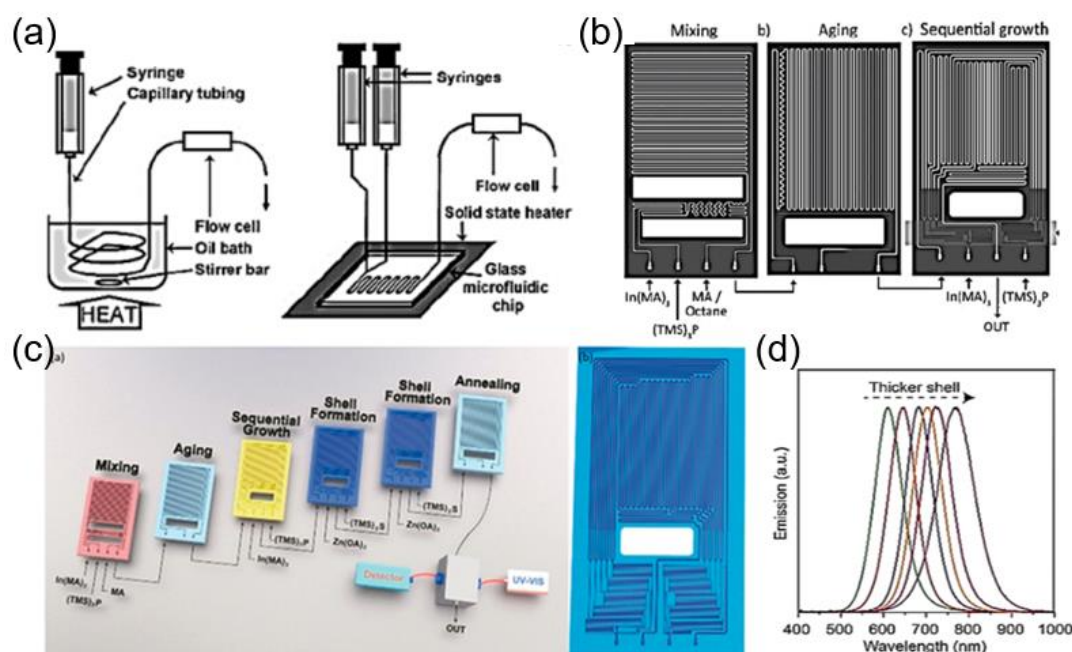 (a)
Syringe
Capillary tubing
Flow cell
Oil bath
Stirrer bar
HEAT
Syringes
Flow cell
Solid state heater
Glass
microfluidic
chip
(b)
Mixing
b)
Aging
c)
Sequential growth
In(MA)₃
(TMS)₃P
MA /
Octane
In(MA)₃
(TMS)₃P
OUT
(c)
(a)
Mixing
Aging
Sequential
Growth
Shell
Formation
Shell
Formation
Annealing
In(MA)₃
(TMS)₃P
MA
In(MA)₃
(TMS)₃P
Zn(OA)₂
(TMS)₂S
Zn(OA)₂
(TMS)₂S
Detector
UV-VIS
OUT
(b)
(d)
Thicker shell
Emission (a.u.)
400 500 600 700 800 900 1000
Wavelength (nm)